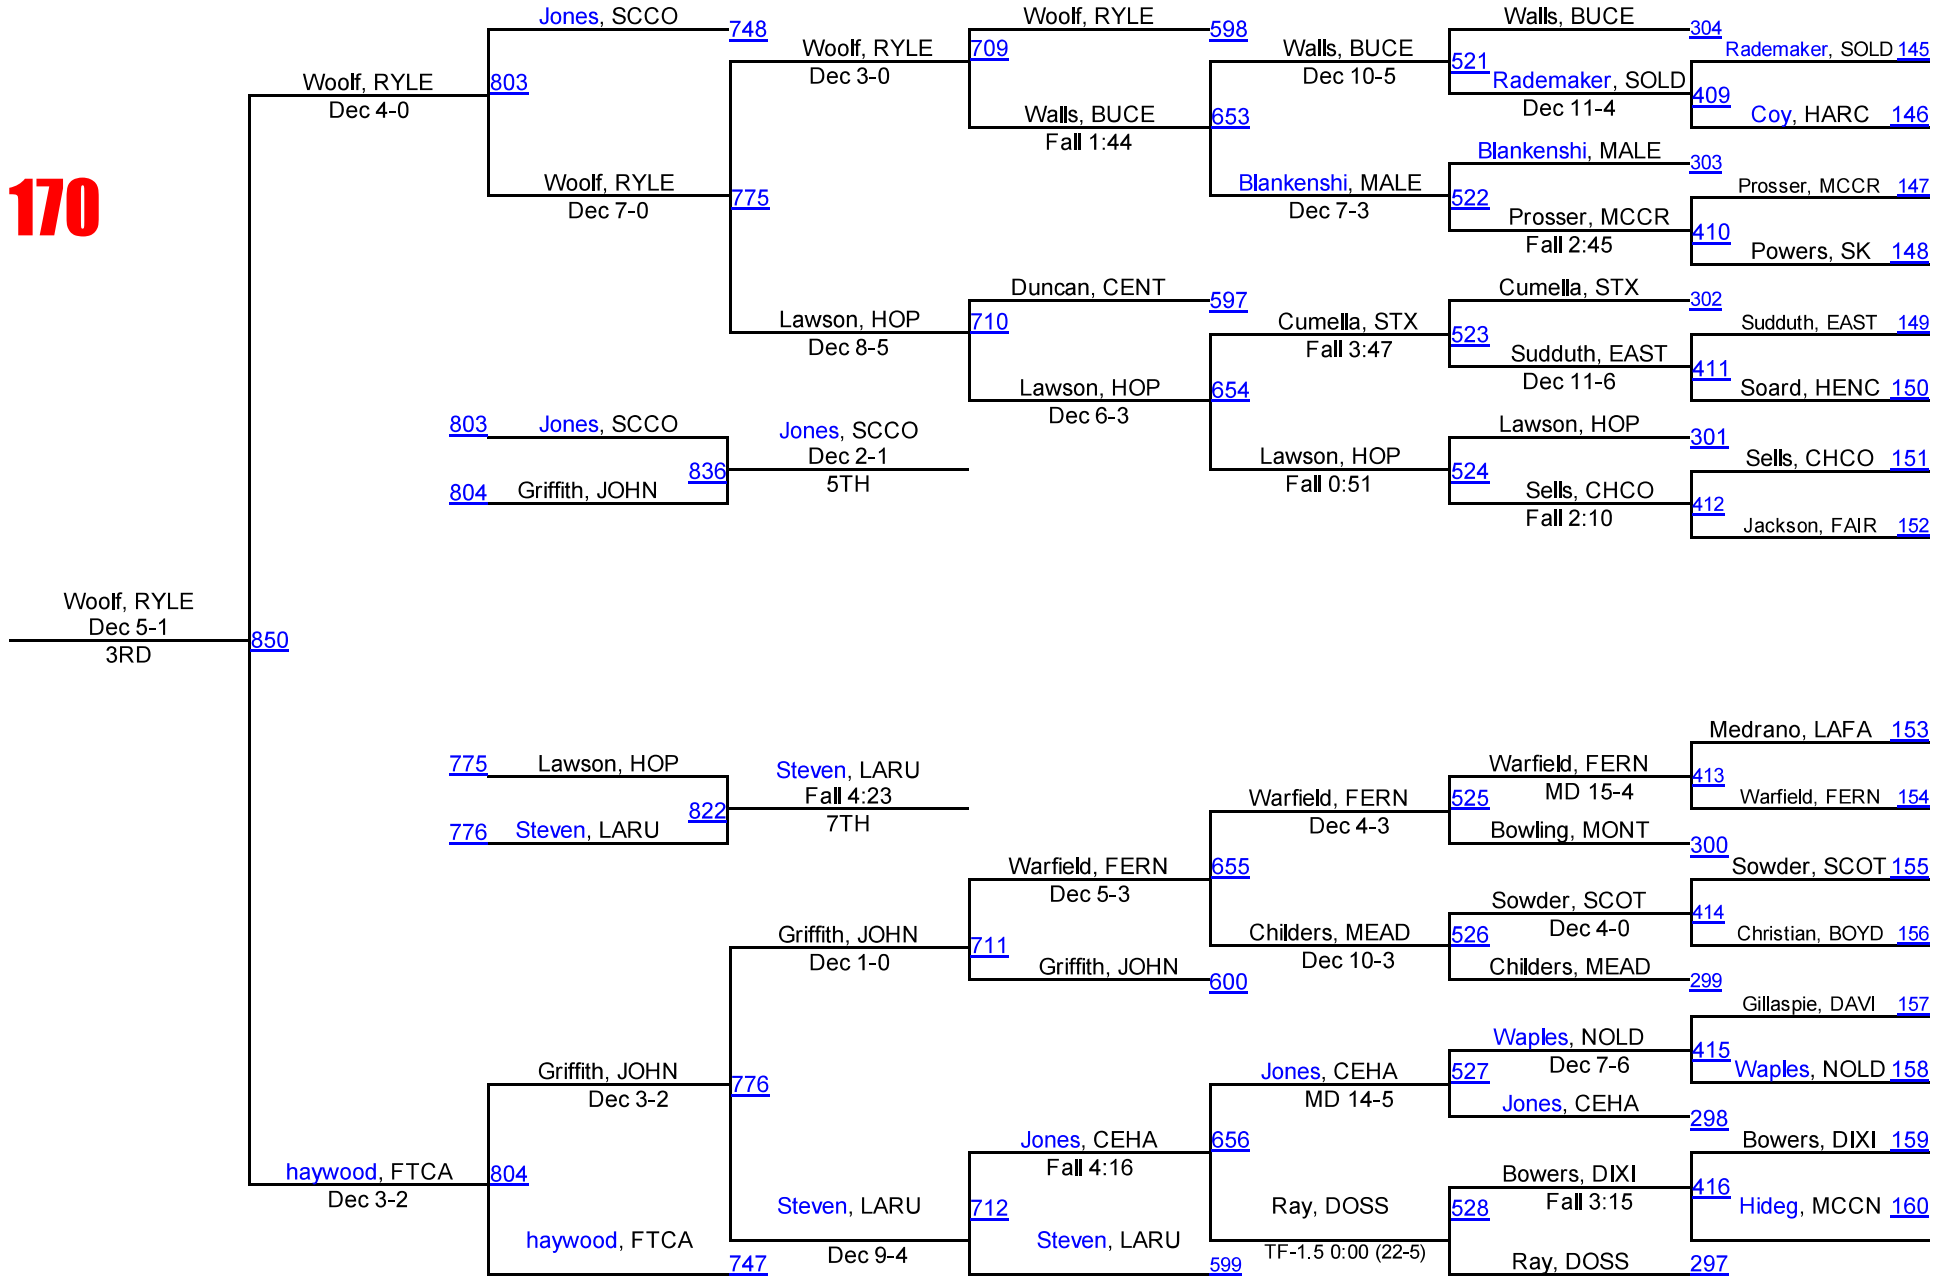 170
Woolf, RYLE
Dec 5-1
3RD
850
Woolf, RYLE
Dec 4-0
803
Jones, SCCO
748
Woolf, RYLE
Dec 7-0
775
Woolf, RYLE
Dec 3-0
709
Woolf, RYLE
598
Walls, BUCE
Fall 1:44
653
Walls, BUCE
Dec 10-5
521
Walls, BUCE
304
Rademaker, SOLD
Dec 11-4
409
Rademaker, SOLD 145
Coy, HARC 146
Blankenshi, MALE
Dec 7-3
522
Blankenshi, MALE
303
Prosser, MCCR
Fall 2:45
410
Prosser, MCCR 147
Powers, SK 148
Lawson, HOP
Dec 8-5
710
Duncan, CENT
597
Lawson, HOP
Dec 6-3
654
Cumella, STX
Fall 3:47
523
Cumella, STX
302
Sudduth, EAST
Dec 11-6
411
Sudduth, EAST 149
Soard, HENC 150
Lawson, HOP
Fall 0:51
524
Lawson, HOP
301
Sells, CHCO
Fall 2:10
412
Sells, CHCO 151
Jackson, FAIR 152
803 Jones, SCCO
804 Griffith, JOHN
836
Jones, SCCO
Dec 2-1
5TH
775 Lawson, HOP
776 Steven, LARU
822
Steven, LARU
Fall 4:23
7TH
haywood, FTCA
Dec 3-2
804
Griffith, JOHN
Dec 3-2
776
Griffith, JOHN
Dec 1-0
711
Warfield, FERN
Dec 5-3
655
Warfield, FERN
Dec 4-3
525
Warfield, FERN
MD 15-4
413
Medrano, LAFA 153
Warfield, FERN 154
Bowling, MONT
300
Childers, MEAD
Dec 10-3
526
Sowder, SCOT
Dec 4-0
414
Sowder, SCOT 155
Christian, BOYD 156
Childers, MEAD
299
Griffith, JOHN
600
Steven, LARU
Dec 9-4
712
Jones, CEHA
Fall 4:16
656
Jones, CEHA
MD 14-5
527
Waples, NOLD
Dec 7-6
415
Gillaspie, DAVI 157
Waples, NOLD 158
Jones, CEHA
298
Ray, DOSS
TF-1.5 0:00 (22-5)
528
Bowers, DIXI
Fall 3:15
416
Bowers, DIXI 159
Hideg, MCCN 160
Ray, DOSS
297
Steven, LARU
599
haywood, FTCA
747